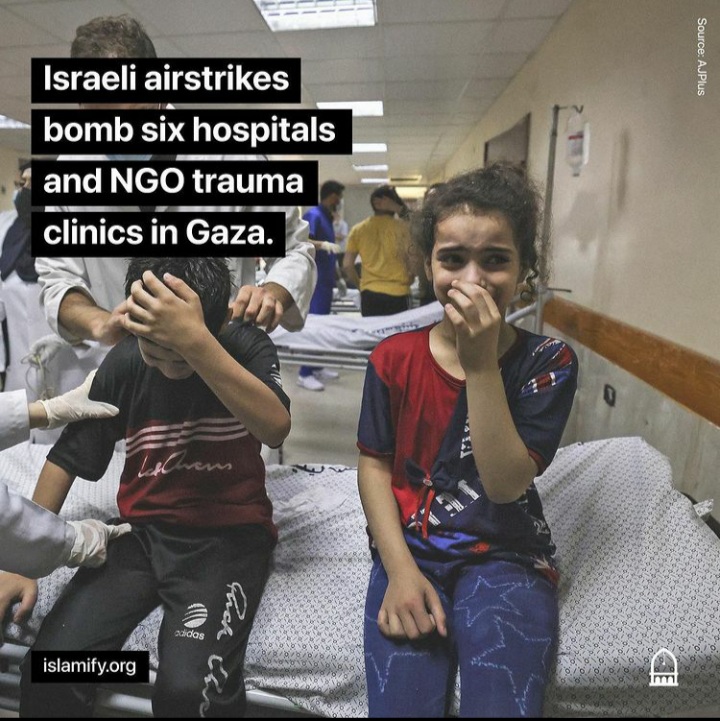 Israeli airstrikes
bomb six hospitals
and NGO trauma
clinics in Gaza.
Source: AJPlus
adidas
islamify.org